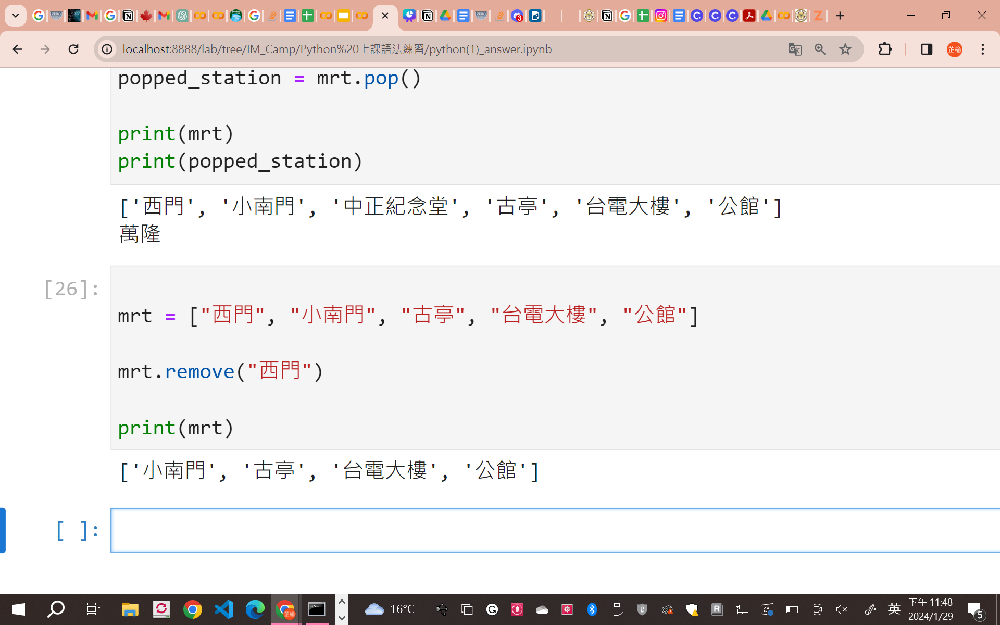 localhost:8888/lab/tree/IM_Camp/Python%20上課語法練習/python(1)_answer.ipynb
芷榆
popped_station = mrt.pop()
print(mrt)
print(popped_station)
['西門', '小南門', '中正紀念堂', '古亭', '台電大樓', '公館']
萬隆
[26]:
mrt = ["西門", "小南門", "古亭", "台電大樓", "公館"]
mrt.remove("西門")
print(mrt)
['小南門', '古亭', '台電大樓', '公館']
[ ]:
16°C
英
下午 11:48
2024/1/29
5